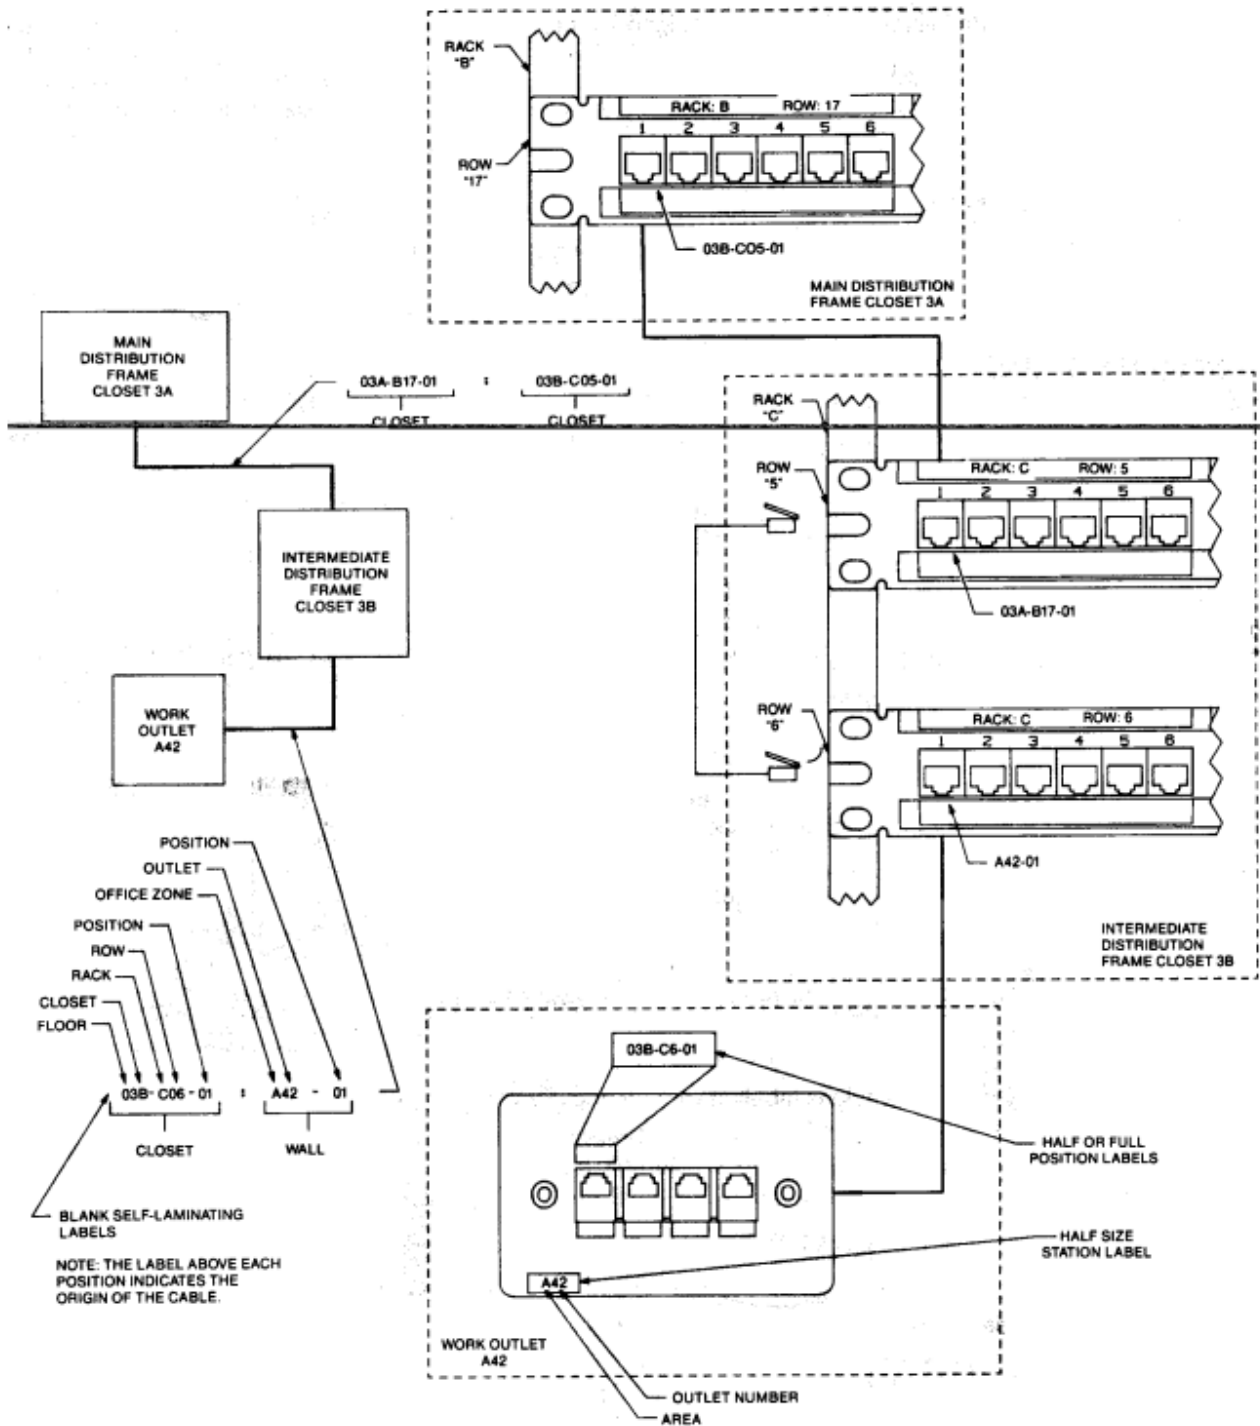 RACK
"B"
RACK: B ROW: 17
1 2 3 4 5 6
ROW
"17"
03B-CO5-01
MAIN DISTRIBUTION
FRAME CLOSET 3A
MAIN
DISTRIBUTION
FRAME
CLOSET 3A
03A-B17-01 : 03B-C05-01
CLOSET CLOSET
RACK
"C"
ROW
"5"
RACK: C ROW: 5
1 2 3 4 5 6
03A-B17-01
INTERMEDIATE
DISTRIBUTION
FRAME
CLOSET 3B
WORK
OUTLET
A42
ROW
"6"
RACK: C ROW: 6
1 2 3 4 5 6
A42-01
INTERMEDIATE
DISTRIBUTION
FRAME CLOSET 3B
POSITION
OUTLET
OFFICE ZONE
POSITION
ROW
RACK
CLOSET
FLOOR
03B- C06 - 01 : A42 - 01
CLOSET WALL
BLANK SELF-LAMINATING
LABELS
NOTE: THE LABEL ABOVE EACH
POSITION INDICATES THE
ORIGIN OF THE CABLE.
03B-C6-01
HALF OR FULL
POSITION LABELS
HALF SIZE
STATION LABEL
A42
WORK OUTLET
A42
OUTLET NUMBER
AREA